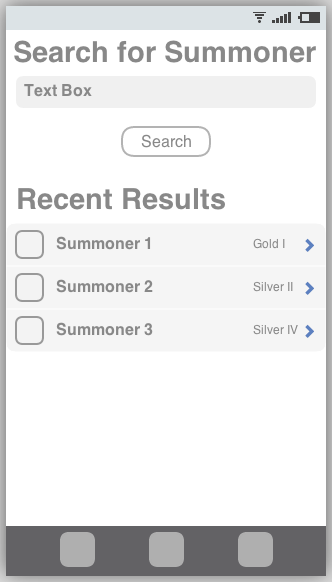 Search for Summoner
Text Box
Search
Recent Results
Summoner 1 Gold I
Summoner 2 Silver II
Summoner 3 Silver IV